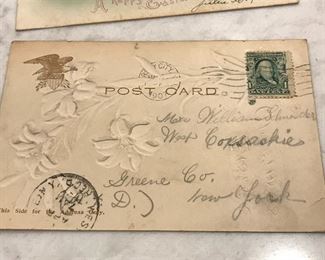 A Happy Easter
CITY
POST CARD
Mrs William Schneider
West Coxsackie
Greene Co.
D.)
New York
This Side for the Address Only.